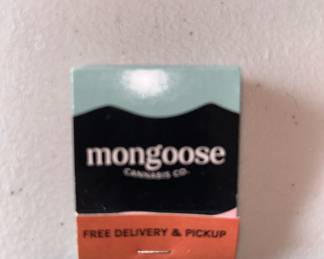 mongoose
CANNABIS CO.
FREE DELIVERY & PICKUP